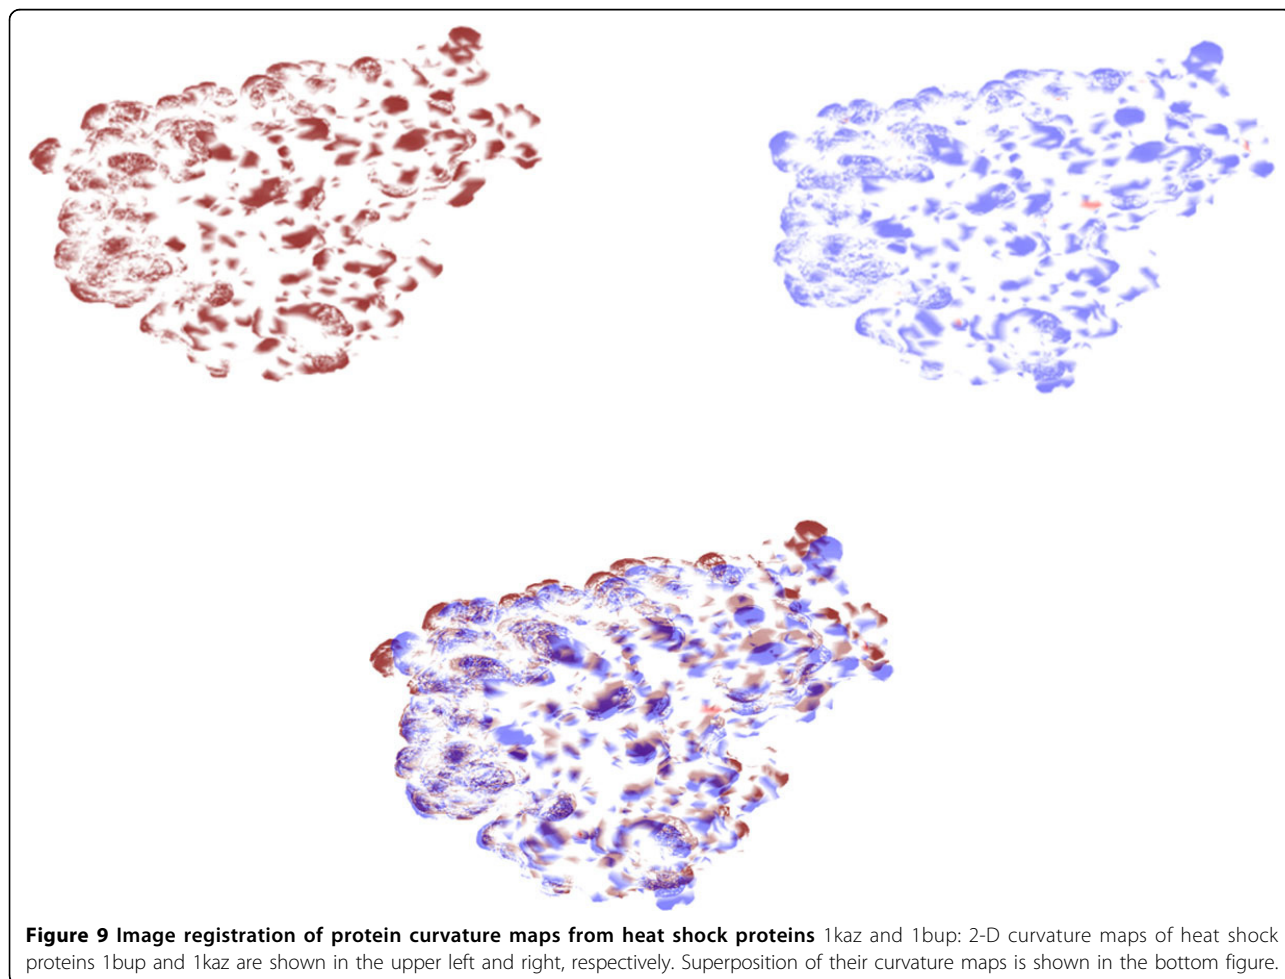 Figure 9 Image registration of protein curvature maps from heat shock proteins 1kaz and 1bup: 2-D curvature maps of heat shock
proteins 1bup and 1kaz are shown in the upper left and right, respectively. Superposition of their curvature maps is shown in the bottom figure.